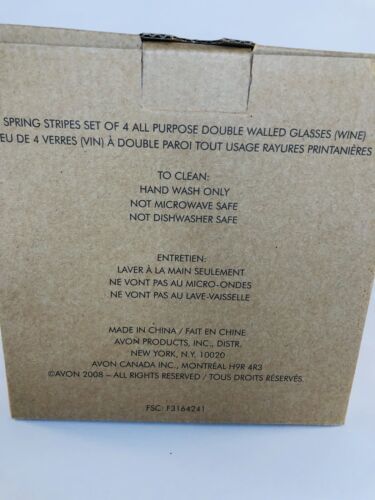 SPRING STRIPES SET OF 4 ALL PURPOSE DOUBLE WALLED GLASSES (WINE)
EU DE 4 VERRES (VIN) À DOUBLE PAROI TOUT USAGE RAYURES PRINTANIÈRES
TO CLEAN:
HAND WASH ONLY
NOT MICROWAVE SAFE
NOT DISHWASHER SAFE
ENTRETIEN:
LAVER À LA MAIN SEULEMENT
NE VONT PAS AU MICRO-ONDES
NE VONT PAS AU LAVE-VAISSELLE
MADE IN CHINA / FAIT EN CHINE
AVON PRODUCTS, INC., DISTR.
NEW YORK, N.Y. 10020
AVON CANADA INC., MONTRÉAL H9R 4R3
©AVON 2008 – ALL RIGHTS RESERVED / TOUS DROITS RÉSERVÉS.
FSC: F3164241